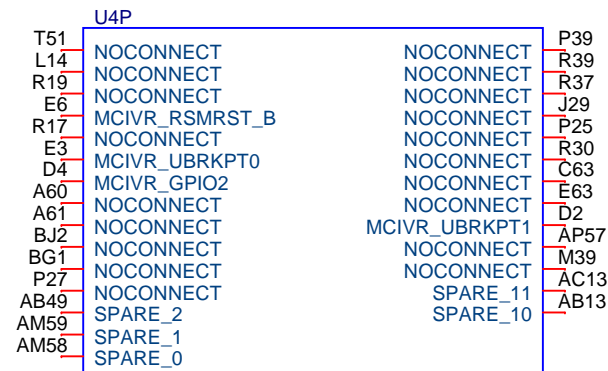 U4P
T51 NOCONNECT NOCONNECT P39
L14 NOCONNECT NOCONNECT R39
R19 NOCONNECT NOCONNECT R37
E6 MCIVR_RSMRST_B NOCONNECT J29
R17 NOCONNECT NOCONNECT P25
E3 MCIVR_UBRKPT0 NOCONNECT R30
D4 MCIVR_GPIO2 NOCONNECT C63
A60 NOCONNECT NOCONNECT E63
A61 NOCONNECT MCIVR_UBRKPT1 D2
BJ2 NOCONNECT NOCONNECT AP57
BG1 NOCONNECT NOCONNECT M39
P27 NOCONNECT SPARE_11 AC13
AB49 SPARE_2 SPARE_10 AB13
AM59 SPARE_1
AM58 SPARE_0